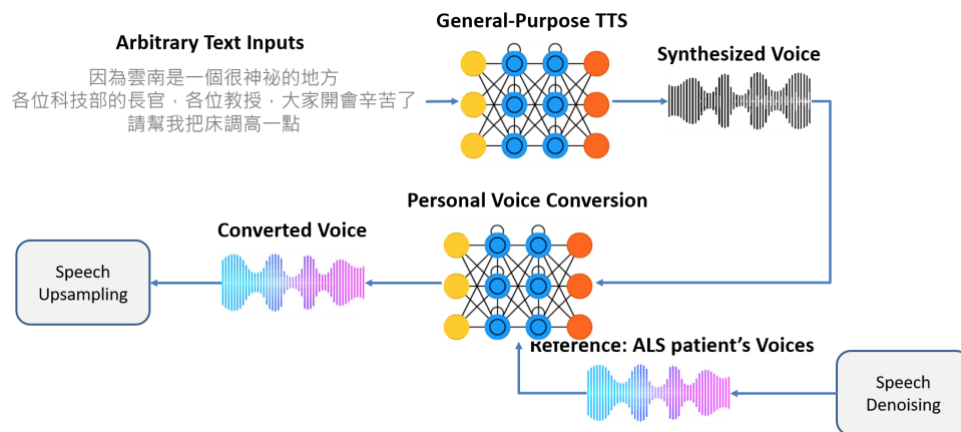 General-Purpose TTS
Arbitrary Text Inputs
Synthesized Voice
因為雲南是一個很神祕的地方
各位科技部的長官．各位教授．大家開會辛苦了
請幫我把床調高一點
Personal Voice Conversion
Converted Voice
Speech
Upsampling
Reference: ALS patient’s Voices
Speech
Denoising